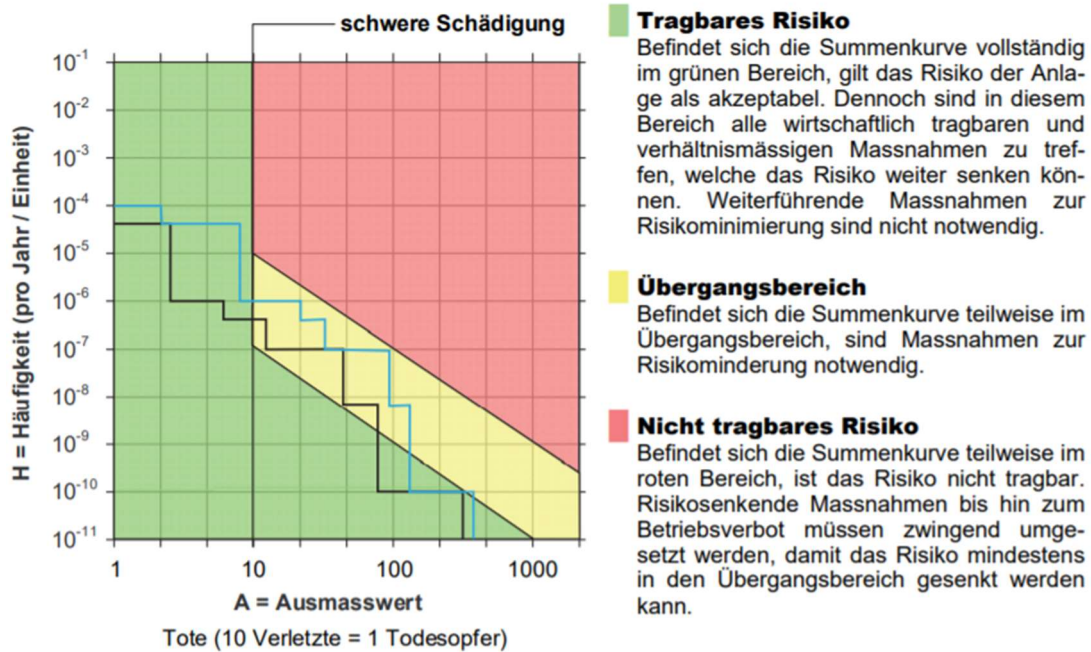 schwere Schädigung
H = Häufigkeit (pro Jahr / Einheit)
10⁻¹
10⁻²
10⁻³
10⁻⁴
10⁻⁵
10⁻⁶
10⁻⁷
10⁻⁸
10⁻⁹
10⁻¹⁰
10⁻¹¹
1 10 100 1000
A = Ausmasswert
Tote (10 Verletzte = 1 Todesopfer)
Tragbares Risiko
Befindet sich die Summenkurve vollständig
im grünen Bereich, gilt das Risiko der Anla-
ge als akzeptabel. Dennoch sind in diesem
Bereich alle wirtschaftlich tragbaren und
verhältnismässigen Massnahmen zu tref-
fen, welche das Risiko weiter senken kön-
nen. Weiterführende Massnahmen zur
Risikominimierung sind nicht notwendig.
Übergangsbereich
Befindet sich die Summenkurve teilweise im
Übergangsbereich, sind Massnahmen zur
Risikominderung notwendig.
Nicht tragbares Risiko
Befindet sich die Summenkurve teilweise im
roten Bereich, ist das Risiko nicht tragbar.
Risikosenkende Massnahmen bis hin zum
Betriebsverbot müssen zwingend umge-
setzt werden, damit das Risiko mindestens
in den Übergangsbereich gesenkt werden
kann.